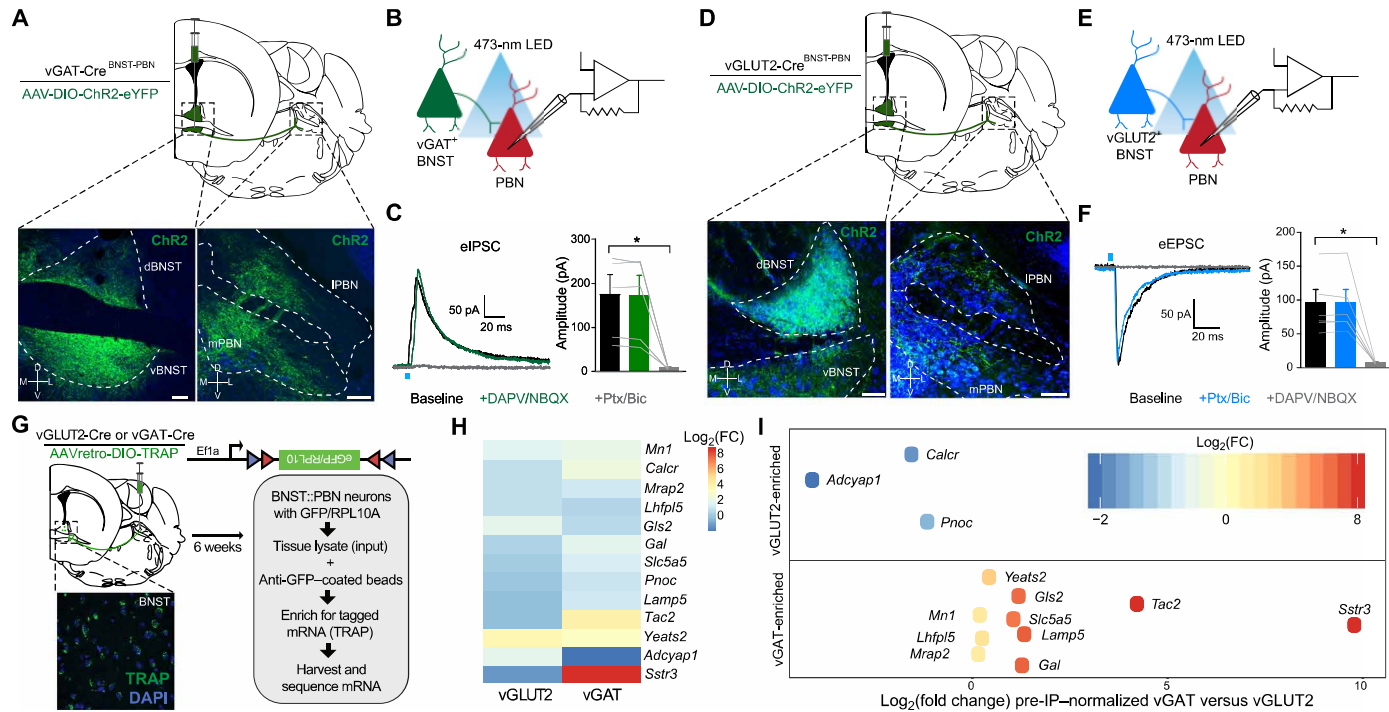 A
vGAT-Cre BNST-PBN
AAV-DIO-ChR2-eYFP
ChR2
dBNST
vBNST
D
M L
V
ChR2
lPBN
mPBN
D
M L
V
B
473-nm LED
vGAT+
BNST
PBN
C
eIPSC
50 pA
20 ms
Amplitude (pA)
300
200
100
0
*
Baseline
+DAPV/NBQX
+Ptx/Bic
D
vGLUT2-Cre BNST-PBN
AAV-DIO-ChR2-eYFP
ChR2
dBNST
vBNST
D
M L
V
ChR2
lPBN
mPBN
D
M L
V
E
473-nm LED
vGLUT2+
BNST
PBN
F
eEPSC
50 pA
20 ms
Amplitude (pA)
200
150
100
50
0
*
Baseline
+Ptx/Bic
+DAPV/NBQX
G
vGLUT2-Cre or vGAT-Cre
AAVretro-DIO-TRAP
Ef1a
eGFP/RPL10
6 weeks
BNST
TRAP
DAPI
BNST::PBN neurons
with GFP/RPL10A
Tissue lysate (input)
+
Anti-GFP–coated beads
Enrich for tagged
mRNA (TRAP)
Harvest and
sequence mRNA
H
Log2(FC)
8
6
4
2
0
Mn1
Calcr
Mrap2
Lhfpl5
Gls2
Gal
Slc5a5
Pnoc
Lamp5
Tac2
Yeats2
Adcyap1
Sstr3
vGLUT2
vGAT
I
vGLUT2-enriched
vGAT-enriched
Log2(FC)
−2
0
8
Calcr
Adcyap1
Pnoc
Yeats2
Gls2
Tac2
Mn1
Slc5a5
Sstr3
Lhfpl5
Lamp5
Mrap2
Gal
0
5
10
Log2(fold change) pre-IP–normalized vGAT versus vGLUT2